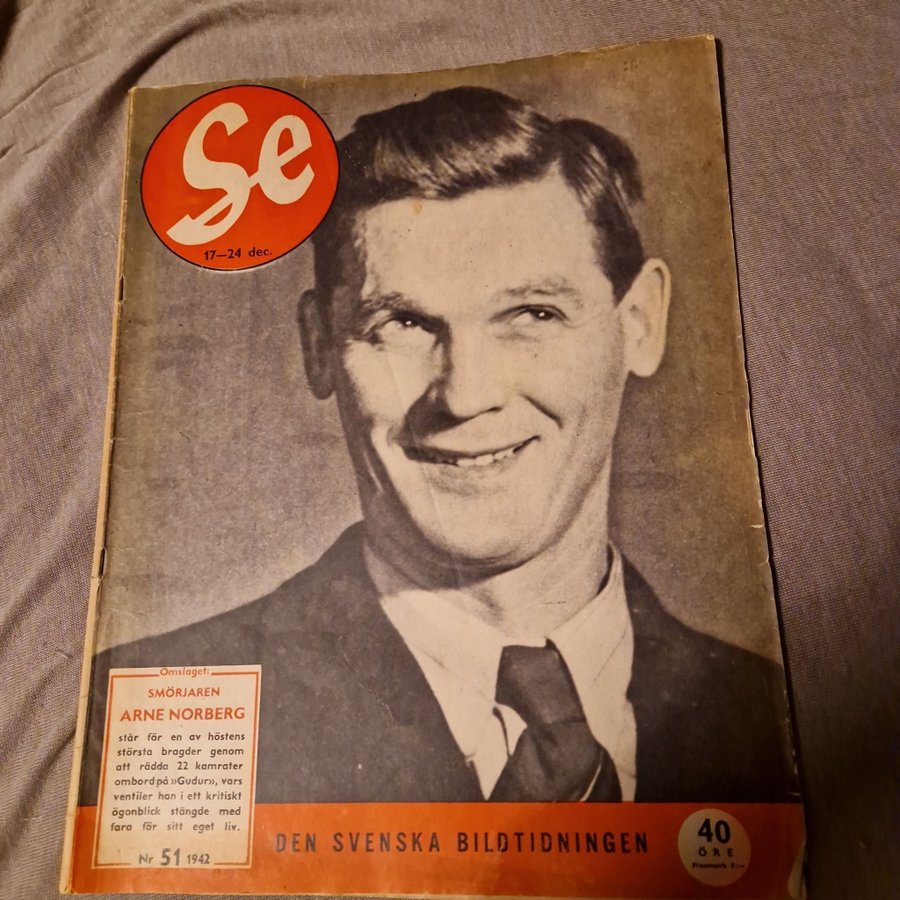 Se
17—24 dec.
Omslaget:
SMÖRJAREN
ARNE NORBERG
står för en av höstens
största bragder genom
att rädda 22 kamrater
ombord på »Gudur», vars
ventiler han i ett kritiskt
ögonblick stängde med
fara för sitt eget liv.
Nr 51 1942
DEN SVENSKA BILDTIDNINGEN
40
ÖRE